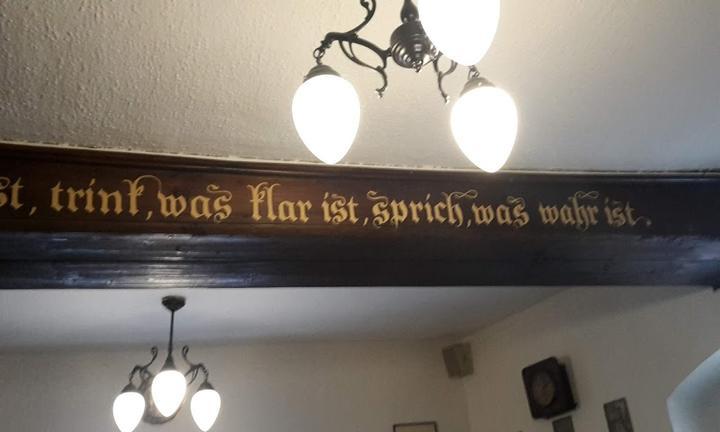 st, trink, was klar ist, sprich, was wahr ist.